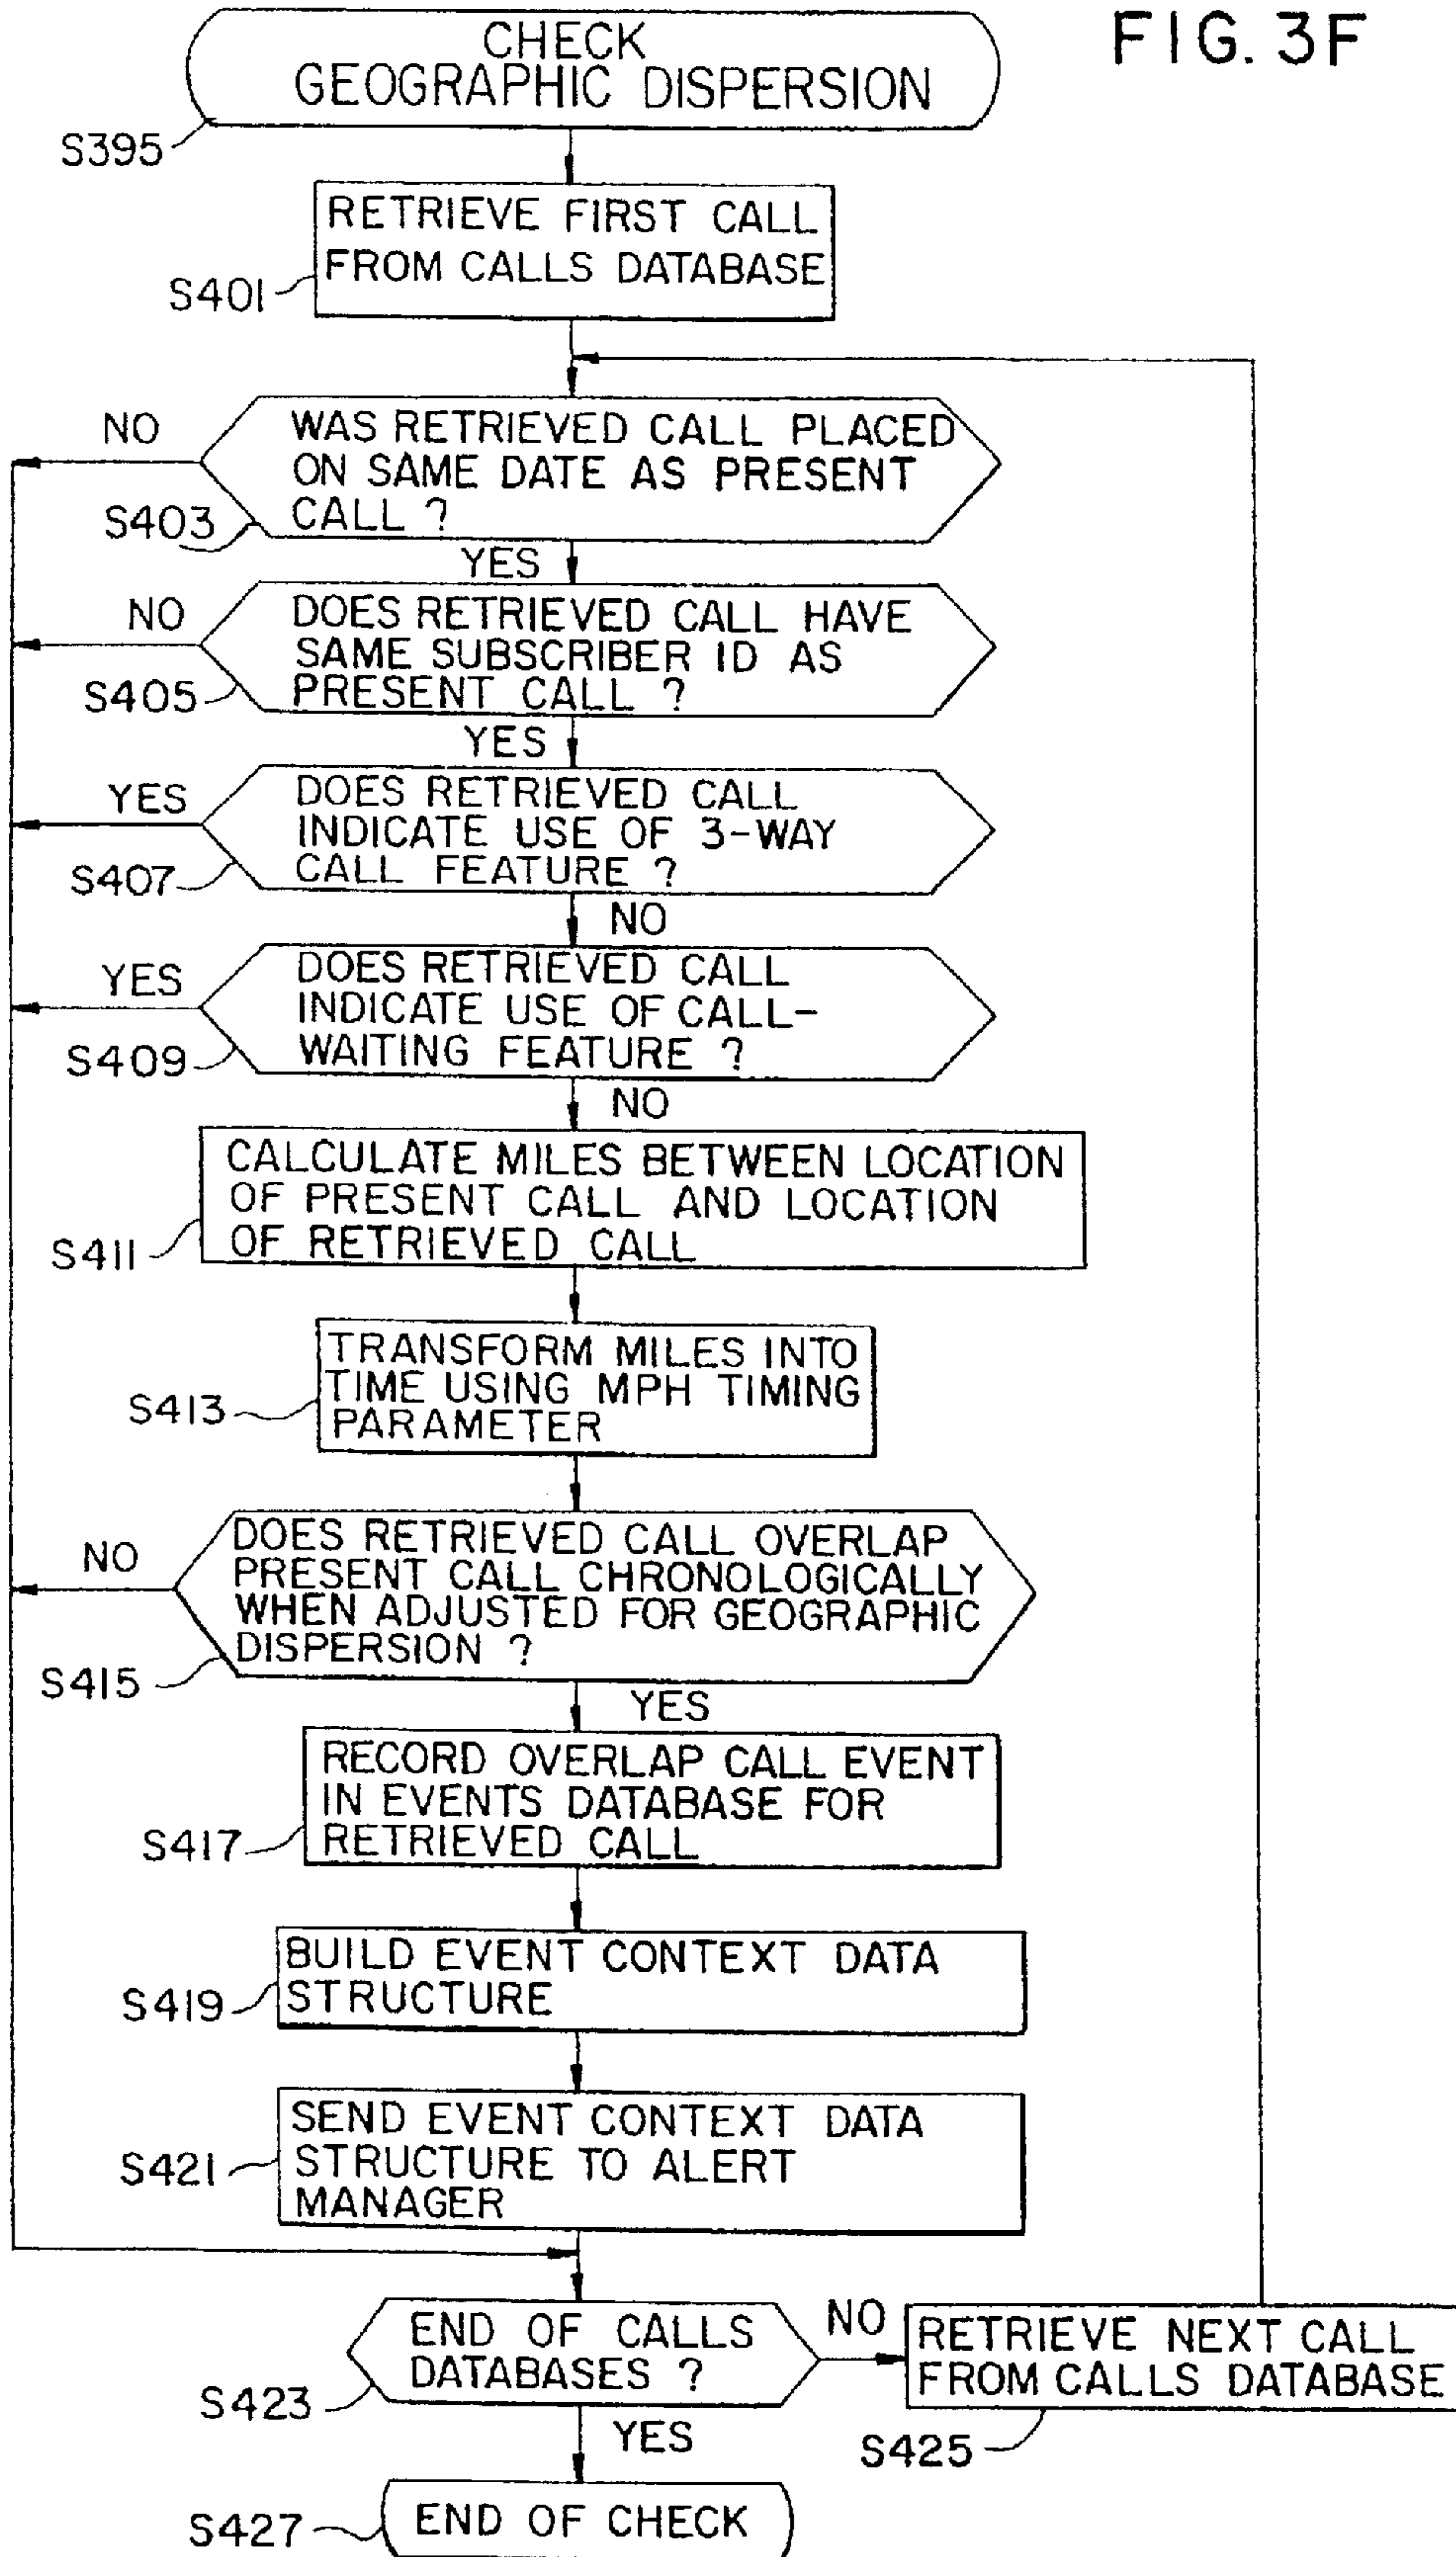 FIG. 3F
CHECK
GEOGRAPHIC DISPERSION
S395
RETRIEVE FIRST CALL
FROM CALLS DATABASE
S401
NO
WAS RETRIEVED CALL PLACED
ON SAME DATE AS PRESENT
CALL ?
S403
YES
NO
DOES RETRIEVED CALL HAVE
SAME SUBSCRIBER ID AS
PRESENT CALL ?
S405
YES
YES
DOES RETRIEVED CALL
INDICATE USE OF 3-WAY
CALL FEATURE ?
S407
NO
YES
DOES RETRIEVED CALL
INDICATE USE OF CALL-
WAITING FEATURE ?
S409
NO
CALCULATE MILES BETWEEN LOCATION
OF PRESENT CALL AND LOCATION
OF RETRIEVED CALL
S411
TRANSFORM MILES INTO
TIME USING MPH TIMING
PARAMETER
S413
NO
DOES RETRIEVED CALL OVERLAP
PRESENT CALL CHRONOLOGICALLY
WHEN ADJUSTED FOR GEOGRAPHIC
DISPERSION ?
S415
YES
RECORD OVERLAP CALL EVENT
IN EVENTS DATABASE FOR
RETRIEVED CALL
S417
BUILD EVENT CONTEXT DATA
STRUCTURE
S419
SEND EVENT CONTEXT DATA
STRUCTURE TO ALERT
MANAGER
S421
END OF CALLS
DATABASES ?
S423
NO
RETRIEVE NEXT CALL
FROM CALLS DATABASE
S425
YES
END OF CHECK
S427